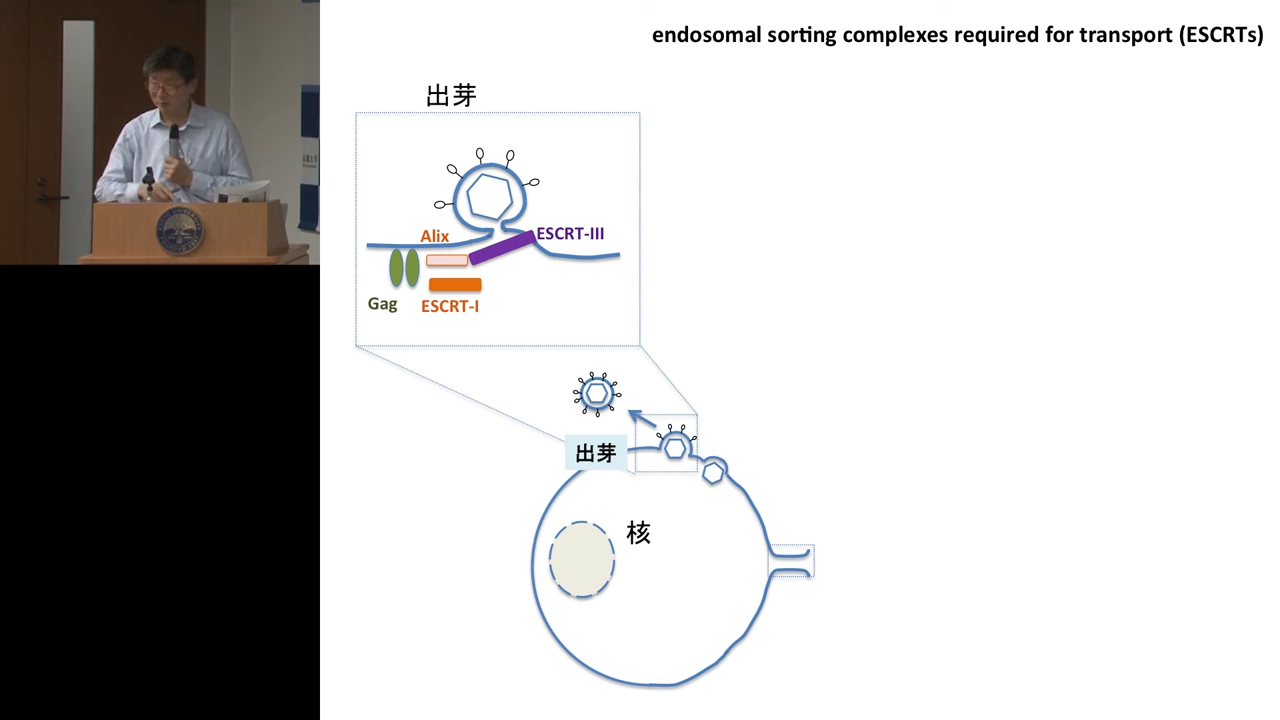 endosomal sorting complexes required for transport (ESCRTs)
出芽
Alix
ESCRT-III
Gag
ESCRT-I
出芽
核